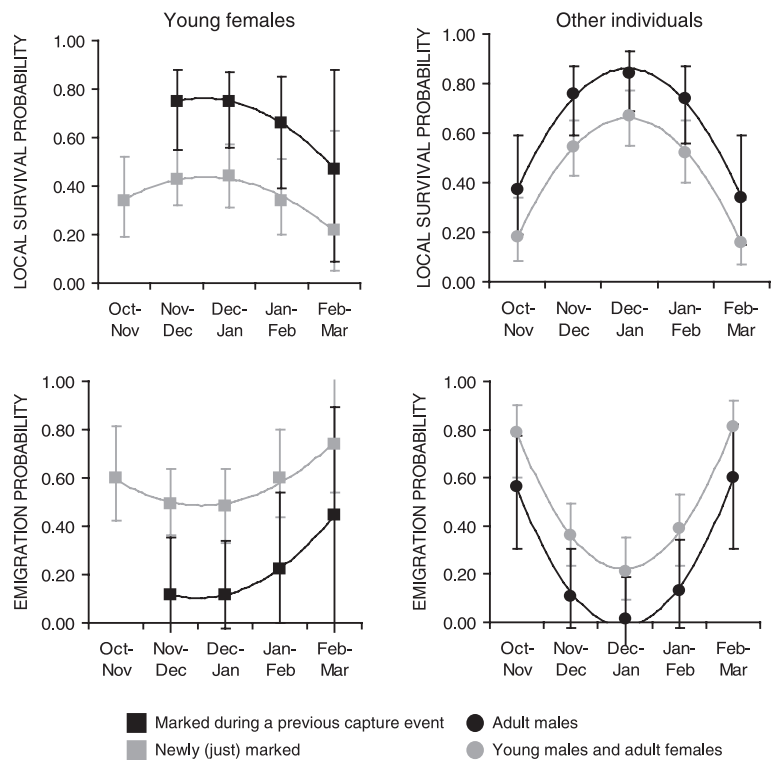 Young females
Other individuals
LOCAL SURVIVAL PROBABILITY
1.00
0.80
0.60
0.40
0.20
0.00
Oct-
Nov
Nov-
Dec
Dec-
Jan
Jan-
Feb
Feb-
Mar
LOCAL SURVIVAL PROBABILITY
1.00
0.80
0.60
0.40
0.20
0.00
Oct-
Nov
Nov-
Dec
Dec-
Jan
Jan-
Feb
Feb-
Mar
EMIGRATION PROBABILITY
1.00
0.80
0.60
0.40
0.20
0.00
Oct-
Nov
Nov-
Dec
Dec-
Jan
Jan-
Feb
Feb-
Mar
EMIGRATION PROBABILITY
1.00
0.80
0.60
0.40
0.20
0.00
Oct-
Nov
Nov-
Dec
Dec-
Jan
Jan-
Feb
Feb-
Mar
Marked during a previous capture event
Newly (just) marked
Adult males
Young males and adult females